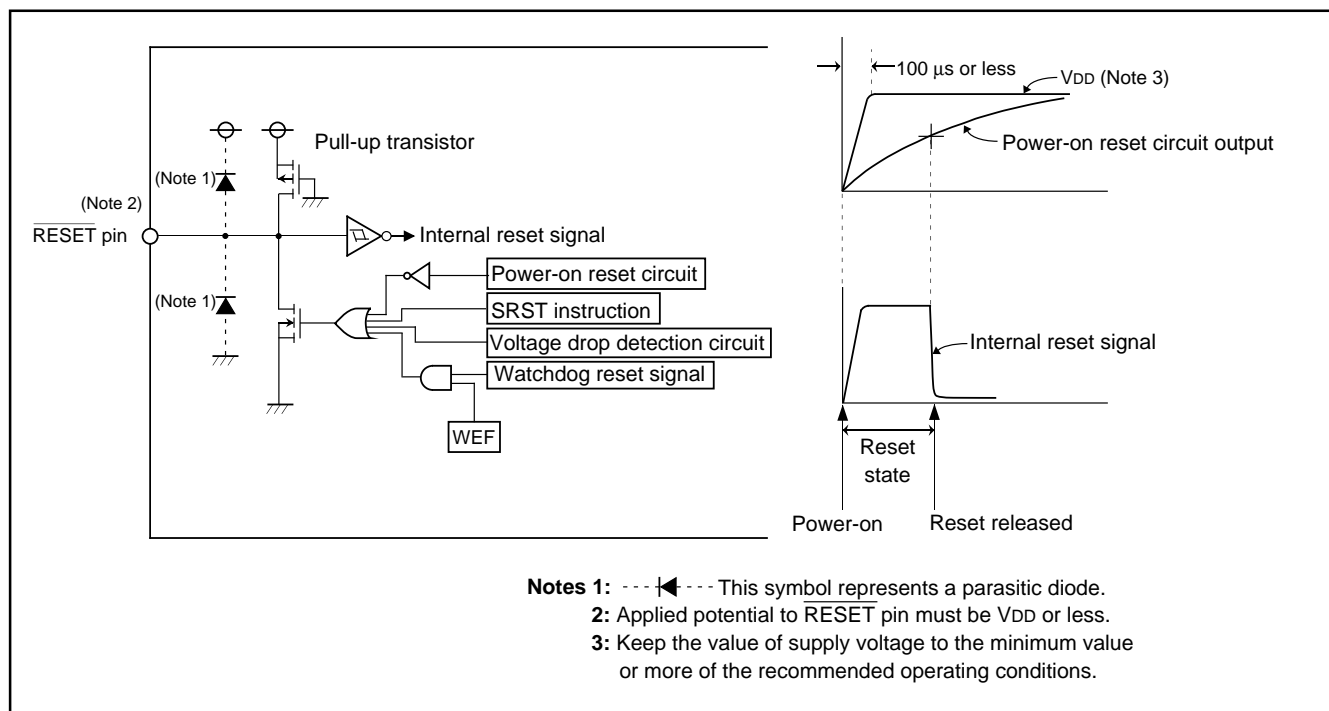 Pull-up transistor
(Note 1)
(Note 2)
RESET pin
Internal reset signal
Power-on reset circuit
SRST instruction
(Note 1)
Voltage drop detection circuit
Watchdog reset signal
WEF
100 µs or less
VDD (Note 3)
Power-on reset circuit output
Internal reset signal
Reset
state
Power-on
Reset released
Notes 1: This symbol represents a parasitic diode.
2: Applied potential to RESET pin must be VDD or less.
3: Keep the value of supply voltage to the minimum value
or more of the recommended operating conditions.